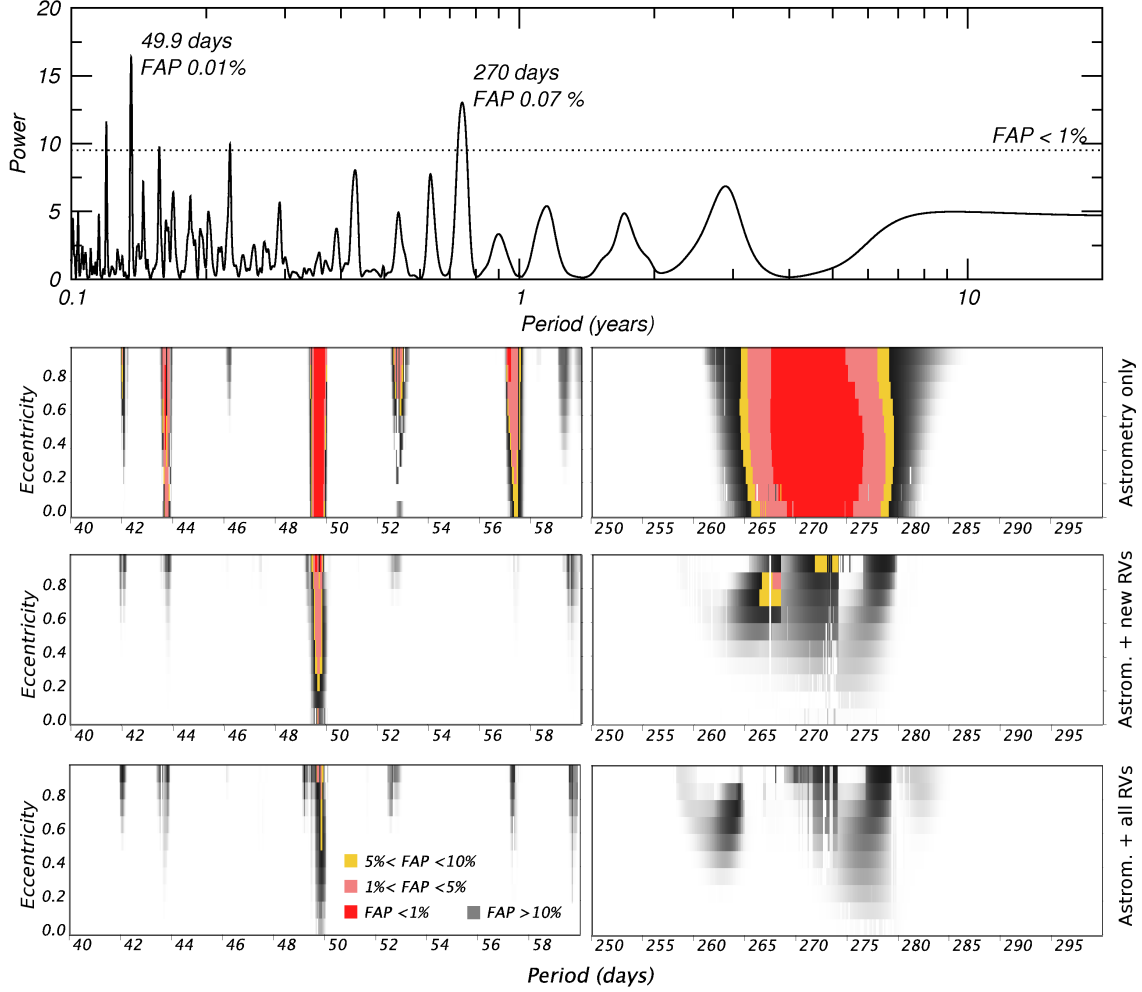 20
49.9 days
FAP 0.01%
270 days
FAP 0.07 %
15
10
FAP < 1%
5
0
Power
0.1 1 10
Period (years)
Eccentricity
0.8
0.6
0.4
0.2
0.0
40 42 44 46 48 50 52 54 56 58
250 255 260 265 270 275 280 285 290 295
Astrometry only
Eccentricity
0.8
0.6
0.4
0.2
0.0
40 42 44 46 48 50 52 54 56 58
250 255 260 265 270 275 280 285 290 295
Astrom. + new RVs
Eccentricity
0.8
0.6
0.4
0.2
0.0
5%< FAP <10%
1%< FAP <5%
FAP <1% FAP >10%
40 42 44 46 48 50 52 54 56 58
250 255 260 265 270 275 280 285 290 295
Astrom. + all RVs
Period (days)